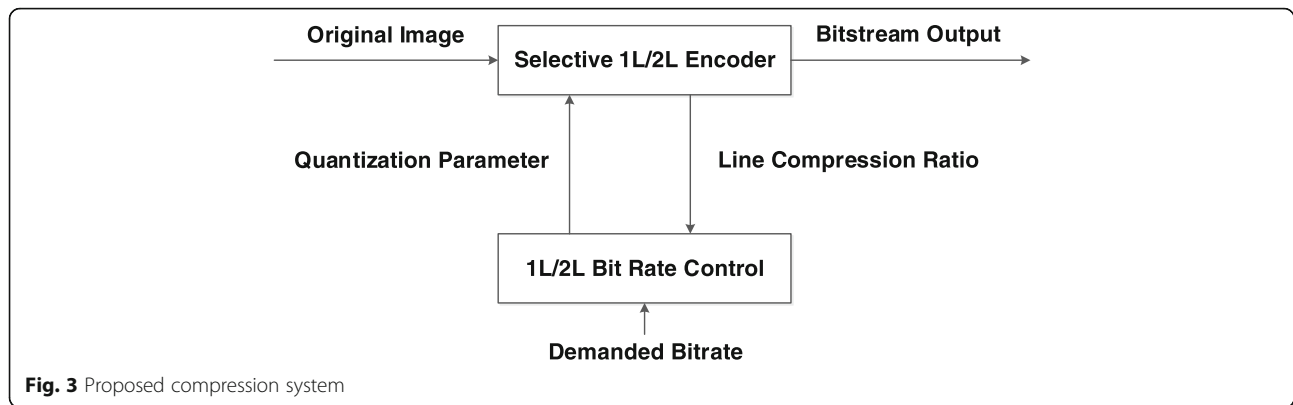 Original Image
Selective 1L/2L Encoder
Bitstream Output
Quantization Parameter
Line Compression Ratio
1L/2L Bit Rate Control
Demanded Bitrate
Fig. 3 Proposed compression system